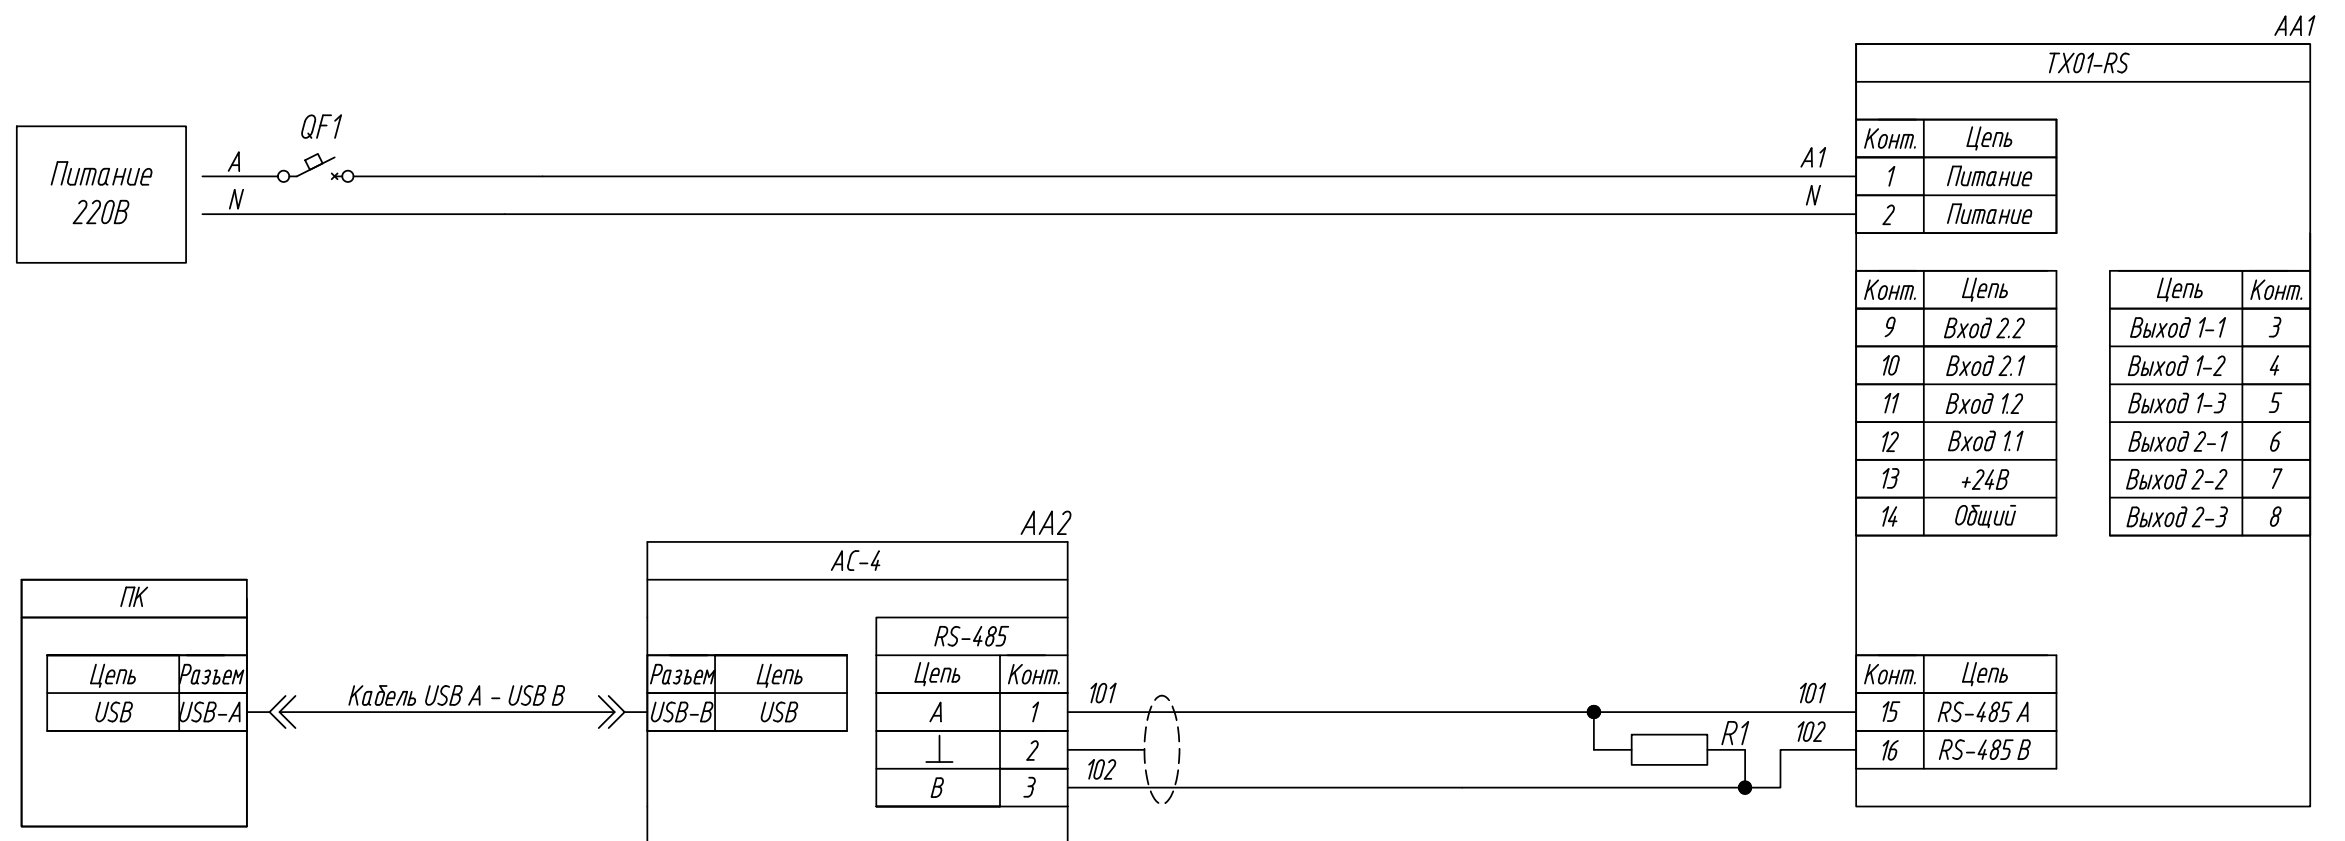 AA1
TX01-RS
QF1
Питание
220В
A
N
A1
N
Конт. Цепь
1 Питание
2 Питание
Конт. Цепь
9 Вход 2.2
10 Вход 2.1
11 Вход 1.2
12 Вход 1.1
13 +24В
14 Общий
Цепь Конт.
Выход 1-1 3
Выход 1-2 4
Выход 1-3 5
Выход 2-1 6
Выход 2-2 7
Выход 2-3 8
ПК
Цепь Разъем
USB USB-A
Кабель USB A - USB B
AA2
АС-4
Разъем Цепь
USB-B USB
RS-485
Цепь Конт.
A 1
2
B 3
101
102
R1
101
102
Конт. Цепь
15 RS-485 A
16 RS-485 B